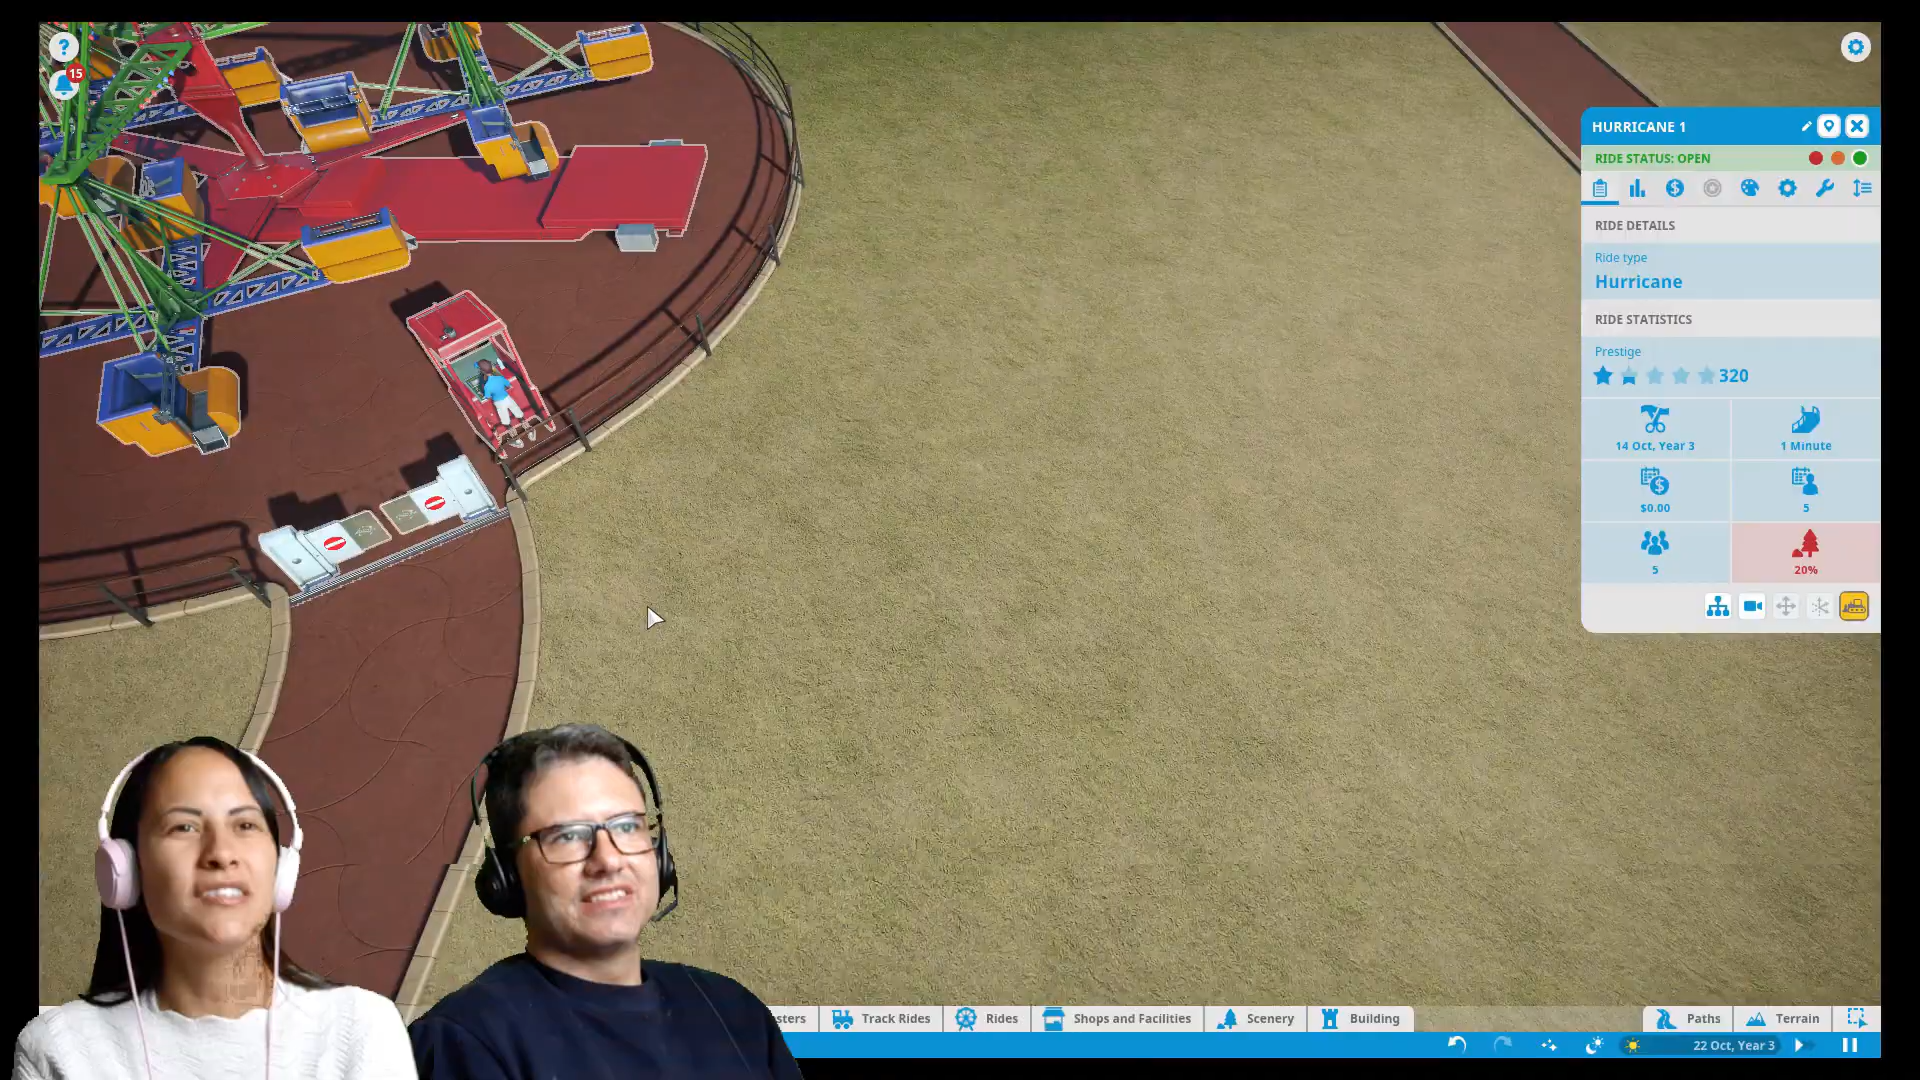 15
HURRICANE 1
RIDE STATUS: OPEN
RIDE DETAILS
Ride type
Hurricane
RIDE STATISTICS
Prestige
320
14 Oct, Year 3
1 Minute
$0.00
5
5
20%
Track Rides
Rides
Shops and Facilities
Scenery
Building
Paths
Terrain
22 Oct, Year 3